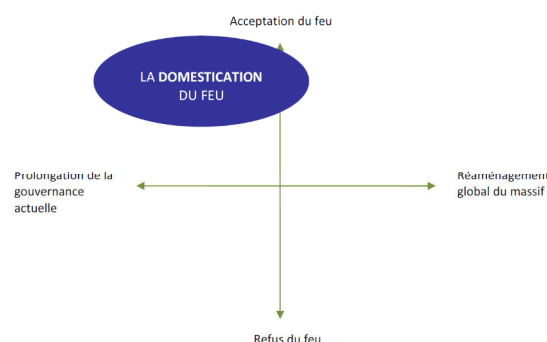 Acceptation du feu
LA DOMESTICATION
DU FEU
Prolongation de la
gouvernance
actuelle
Réaménagement
global du massif
Refus du feu